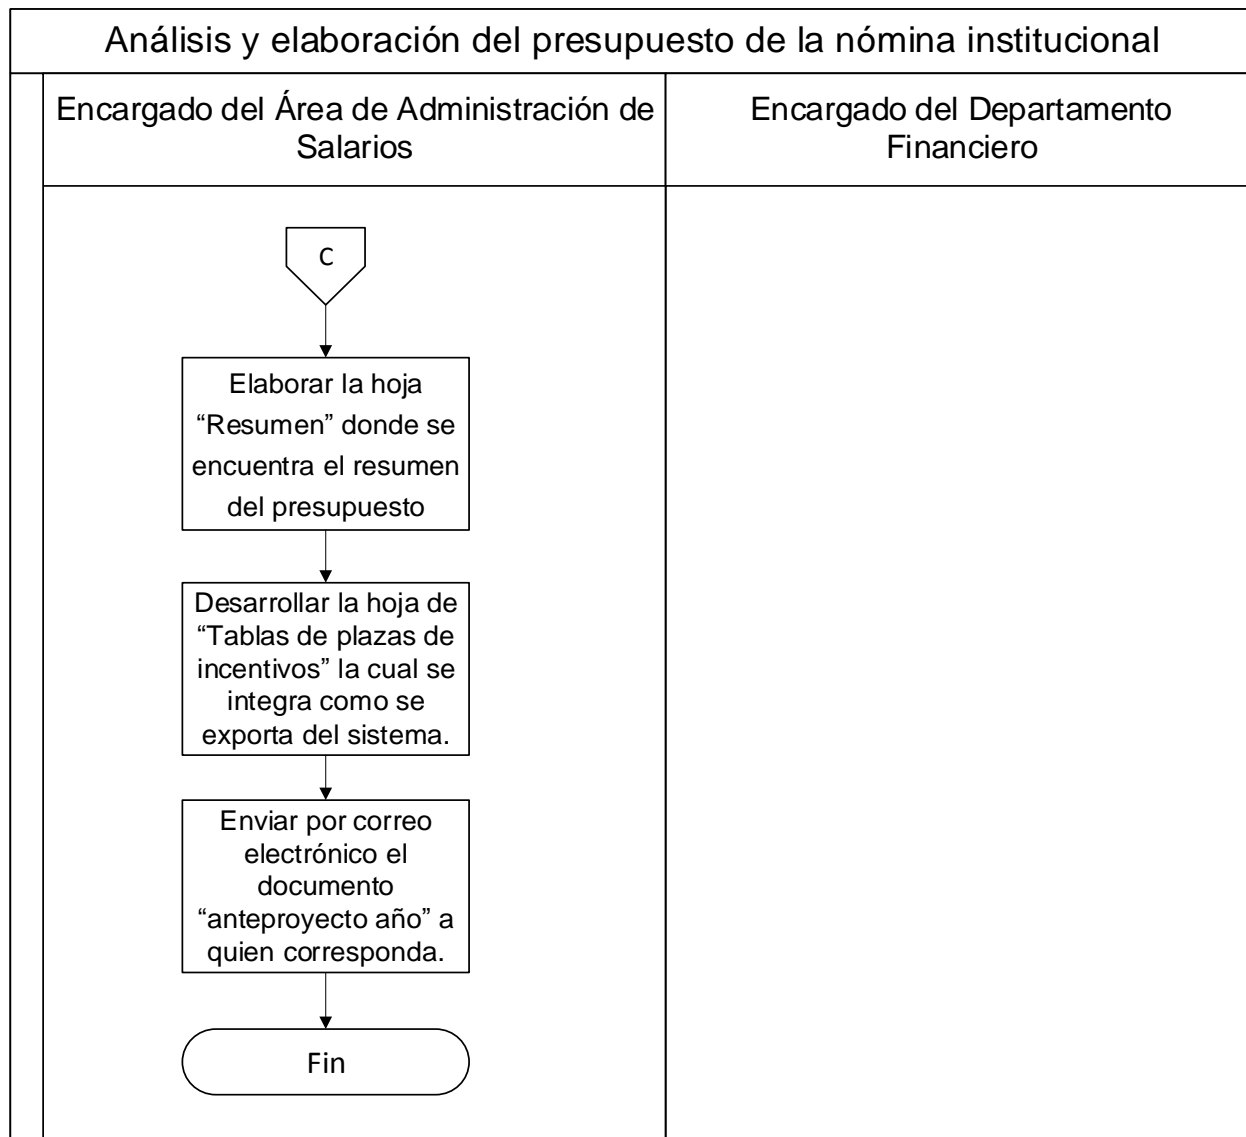 Análisis y elaboración del presupuesto de la nómina institucional
Encargado del Área de Administración de
Salarios
Encargado del Departamento
Financiero
C
Elaborar la hoja
“Resumen” donde se
encuentra el resumen
del presupuesto
Desarrollar la hoja de
“Tablas de plazas de
incentivos” la cual se
integra como se
exporta del sistema.
Enviar por correo
electrónico el
documento
“anteproyecto año” a
quien corresponda.
Fin